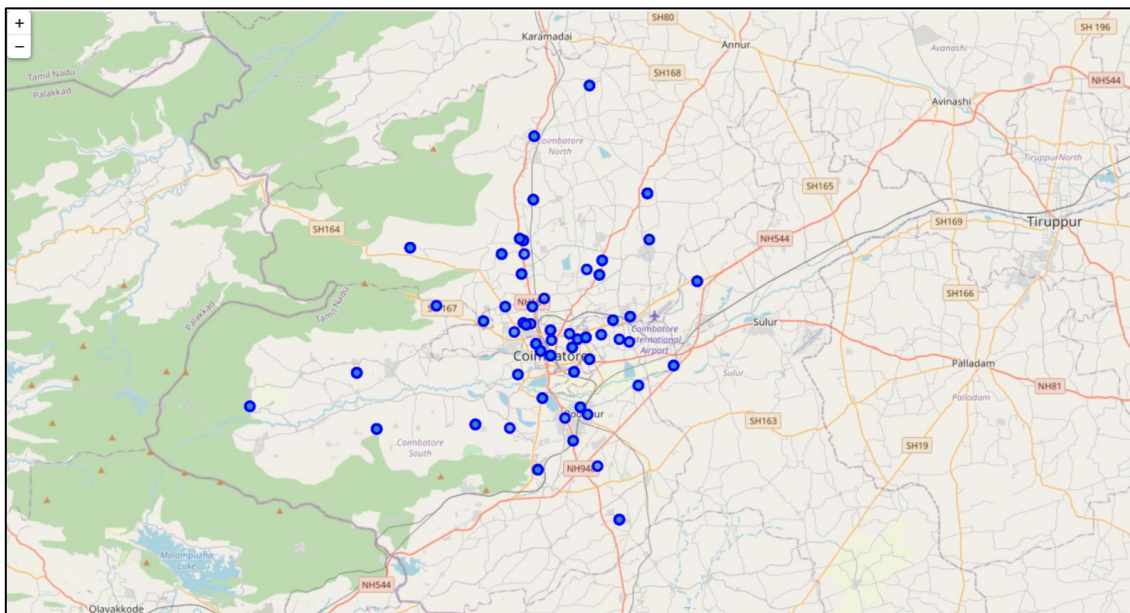 +
−
SH80
SH 196
Karamadai
Annur
Avanashi
Tamil Nadu
Palakkad
SH168
NH544
Avinashi
Coimbatore
North
Tiruppur North
SH165
SH164
SH169
Tiruppur
NH544
Palakkad
Tamil Nadu
SH166
Sulur
Coimbatore
International
Airport
Coimbatore
Palladam
Sulur
NH81
Palladam
SH163
Coimbatore
South
SH19
Malampuzha
Lake
NH544
Olavakkode